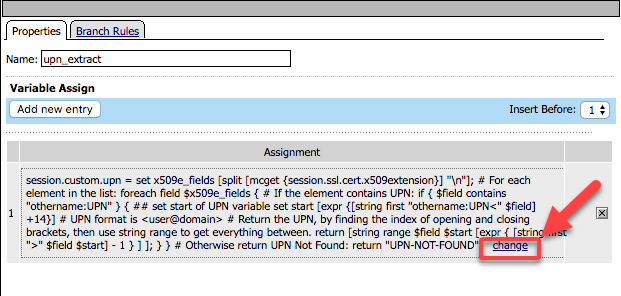 Properties Branch Rules
Name: upn_extract
Variable Assign
Add new entry Insert Before: 1
Assignment
session.custom.upn = set x509e_fields [split [mcget {session.ssl.cert.x509extension}] "\n"]; # For each
element in the list: foreach field $x509e_fields { # If the element contains UPN: if { $field contains
"othername:UPN" } { ## set start of UPN variable set start [expr {[string first "othername:UPN<" $field]
+14}] # UPN format is <user@domain> # Return the UPN, by finding the index of opening and closing
brackets, then use string range to get everything between. return [string range $field $start [expr { [string first
1 ">" $field $start] - 1 } ] ]; } } # Otherwise return UPN Not Found: return "UPN-NOT-FOUND" change